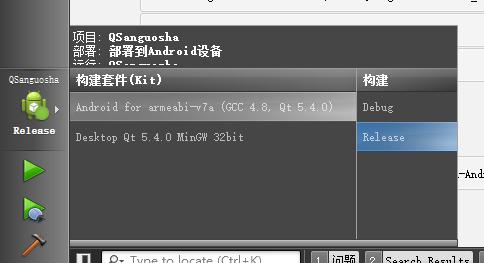 项目: QSanguosha
部署: 部署到Android设备
运行: QSanguosha
QSanguosha
Release
构建套件(Kit)
构建
Android for armeabi-v7a (GCC 4.8, Qt 5.4.0)
Debug
Desktop Qt 5.4.0 MinGW 32bit
Release
-And
Type to locate (Ctrl+K)
1 问题
2 Search Results